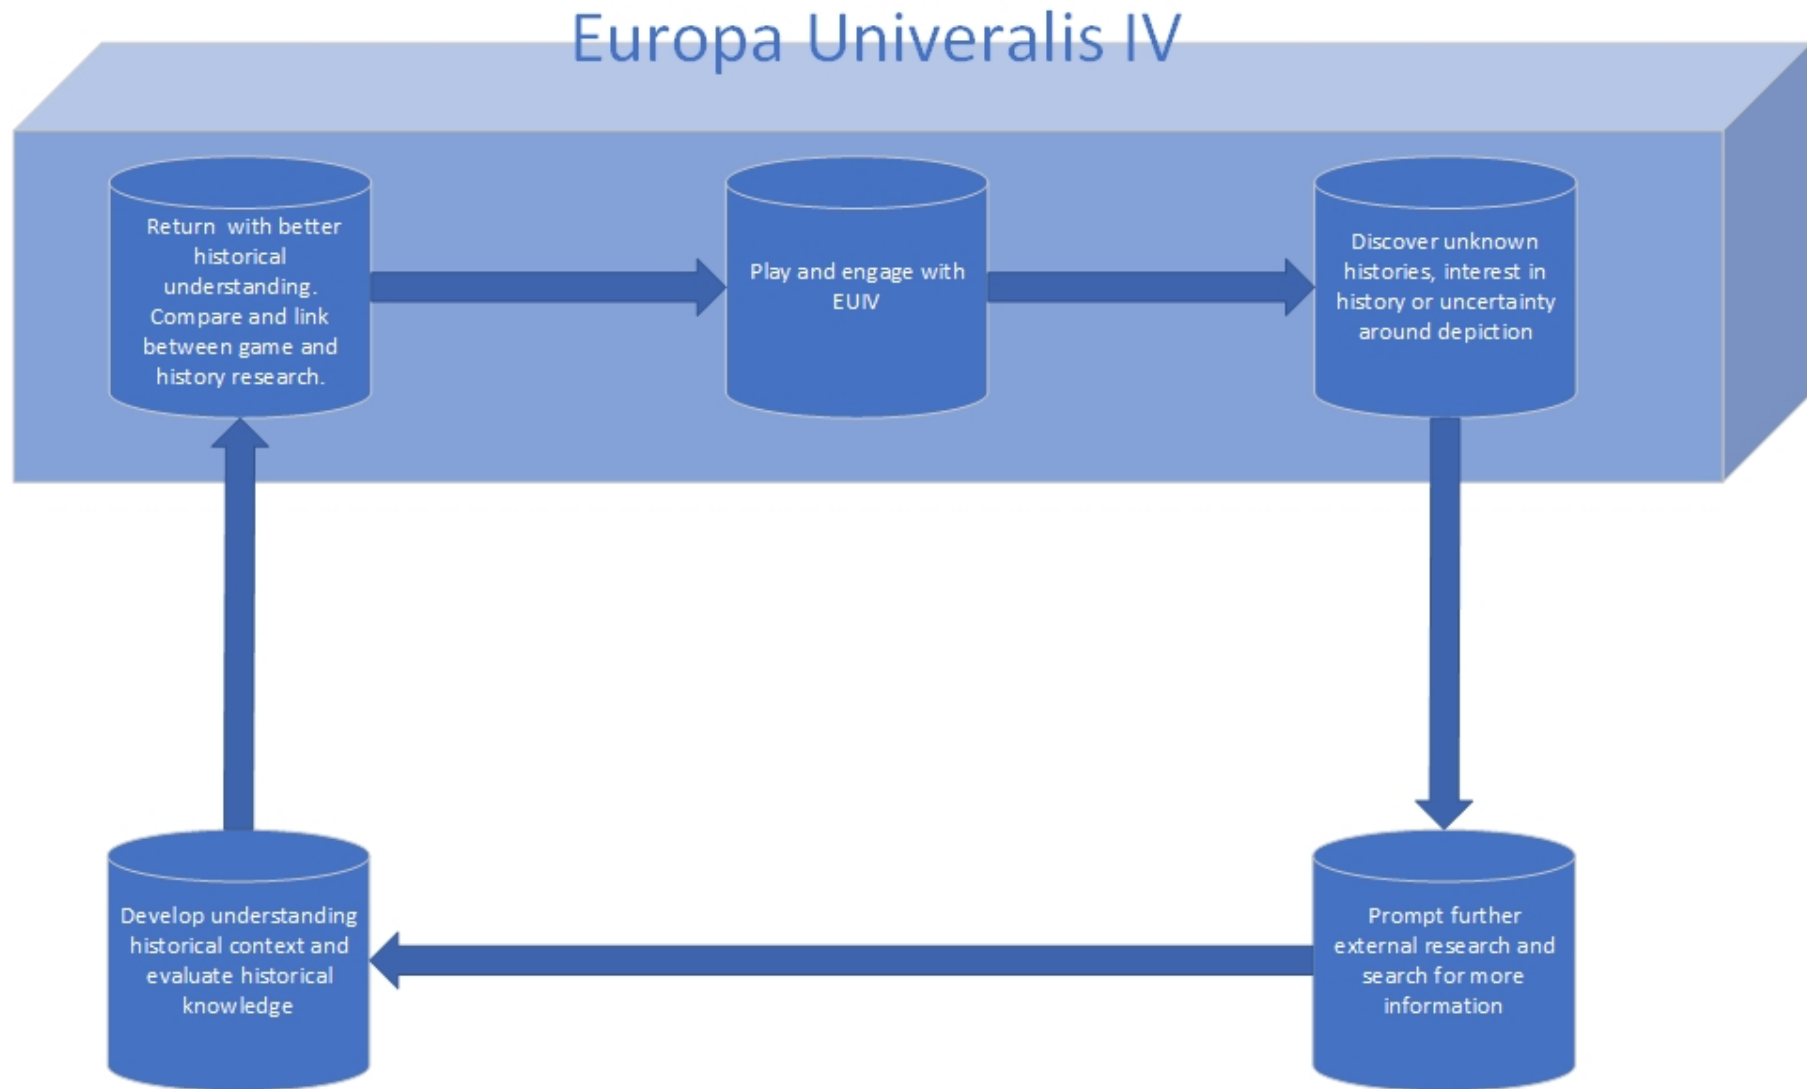 Europa Univeralis IV
Return with better
historical
understanding.
Compare and link
between game and
history research.
Play and engage with
EUIV
Discover unknown
histories, interest in
history or uncertainty
around depiction
Develop understanding
historical context and
evaluate historical
knowledge
Prompt further
external research and
search for more
information